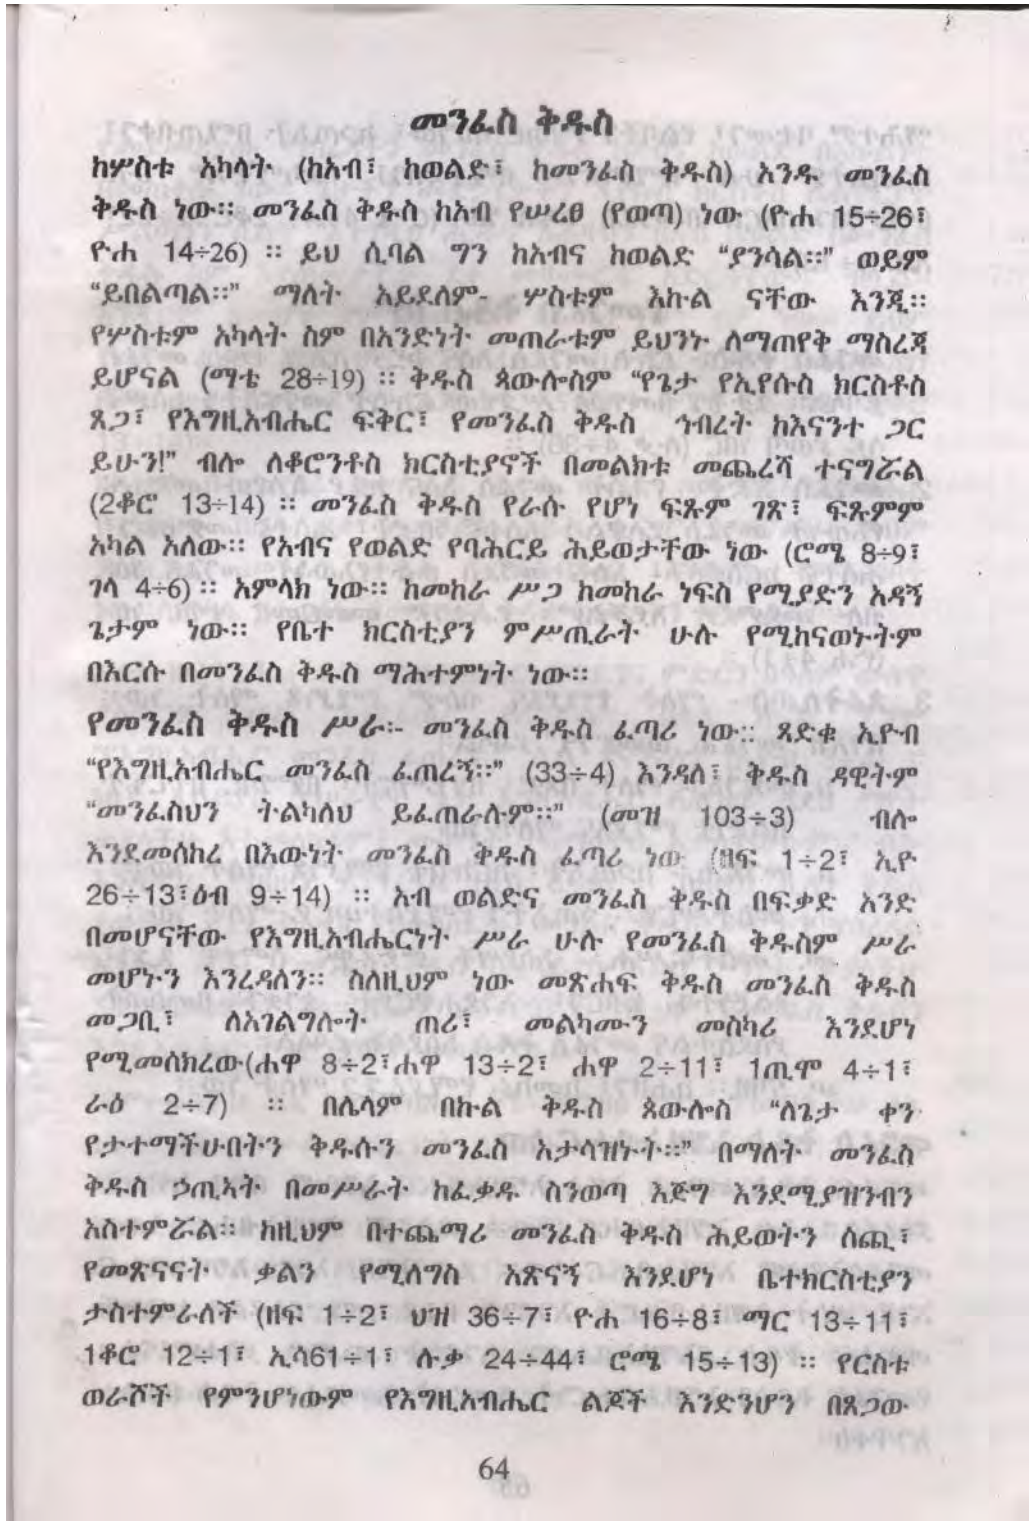 መንፈስ ቅዱስ
ከሦስቱ አካላት (ከአብ፣ ከወልድ፣ ከመንፈስ ቅዱስ) አንዱ መንፈስ
ቅዱስ ነው። መንፈስ ቅዱስ ከአብ የሠረፀ (የወጣ) ነው (ዮሐ 15÷26፣
ዮሐ 14÷26) ። ይህ ሲባል ግን ከአብና ከወልድ “ያንሳል።” ወይም
“ይበልጣል።” ማለት አይደለም- ሦስቱም እኩል ናቸው እንጂ።
የሦስቱም አካላት ስም በአንድነት መጠራቱም ይህንኑ ለማጠየቅ ማስረጃ
ይሆናል (ማቴ 28÷19) ። ቅዱስ ጳውሎስም “የጌታ የኢየሱስ ክርስቶስ
ጸጋ፣ የእግዚአብሔር ፍቅር፣ የመንፈስ ቅዱስ ኅብረት ከእናንተ ጋር
ይሁን!” ብሎ ለቆሮንቶስ ክርስቲያኖች በመልክቱ መጨረሻ ተናግሯል
(2ቆሮ 13÷14) ። መንፈስ ቅዱስ የራሱ የሆነ ፍጹም ገጽ፣ ፍጹምም
አካል አለው። የአብና የወልድ የባሕርይ ሕይወታቸው ነው (ሮሜ 8÷9፣
ገላ 4÷6) ። አምላክ ነው። ከመከራ ሥጋ ከመከራ ነፍስ የሚያድን አዳኝ
ጌታም ነው። የቤተ ክርስቲያን ምሥጢራት ሁሉ የሚከናወኑትም
በእርሱ በመንፈስ ቅዱስ ማሕተምነት ነው።
የመንፈስ ቅዱስ ሥራ፦ መንፈስ ቅዱስ ፈጣሪ ነው። ጻድቁ ኢዮብ
“የእግዚአብሔር መንፈስ ፈጠረኝ።” (33÷4) እንዳለ፣ ቅዱስ ዳዊትም
“መንፈስህን ትልካለህ ይፈጠራሉም።” (መዝ 103÷3) ብሎ
እንደመሰከረ በእውነት መንፈስ ቅዱስ ፈጣሪ ነው (ዘፍ 1÷2፣ ኢዮ
26÷13፣ዕብ 9÷14) ። አብ ወልድና መንፈስ ቅዱስ በፍቃድ አንድ
በመሆናቸው የእግዚአብሔርነት ሥራ ሁሉ የመንፈስ ቅዱስም ሥራ
መሆኑን እንረዳለን። ስለዚህም ነው መጽሐፍ ቅዱስ መንፈስ ቅዱስ
መጋቢ፣ ለአገልግሎት ጠሪ፣ መልካሙን መስካሪ እንደሆነ
የሚመሰክረው(ሐዋ 8÷2፣ሐዋ 13÷2፣ ሐዋ 2÷11፣ 1ጢሞ 4÷1፣
ራዕ 2÷7) ። በሌላም በኩል ቅዱስ ጳውሎስ “ለጌታ ቀን
የታተማችሁበትን ቅዱሱን መንፈስ አታሳዝኑት።” በማለት መንፈስ
ቅዱስ ኃጢአት በመሥራት ከፈቃዱ ስንወጣ እጅግ እንደሚያዝንብን
አስተምሯል። ከዚህም በተጨማሪ መንፈስ ቅዱስ ሕይወትን ሰጪ፣
የመጽናናት ቃልን የሚለግስ አጽናኝ እንደሆነ ቤተክርስቲያን
ታስተምራለች (ዘፍ 1÷2፣ ህዝ 36÷7፣ ዮሐ 16÷8፣ ማር 13÷11፣
1ቆሮ 12÷1፣ ኢሳ61÷1፣ ሉቃ 24÷44፣ ሮሜ 15÷13) ። የርስቱ
ወራሾች የምንሆነውም የእግዚአብሔር ልጆች እንድንሆን በጸጋው
64